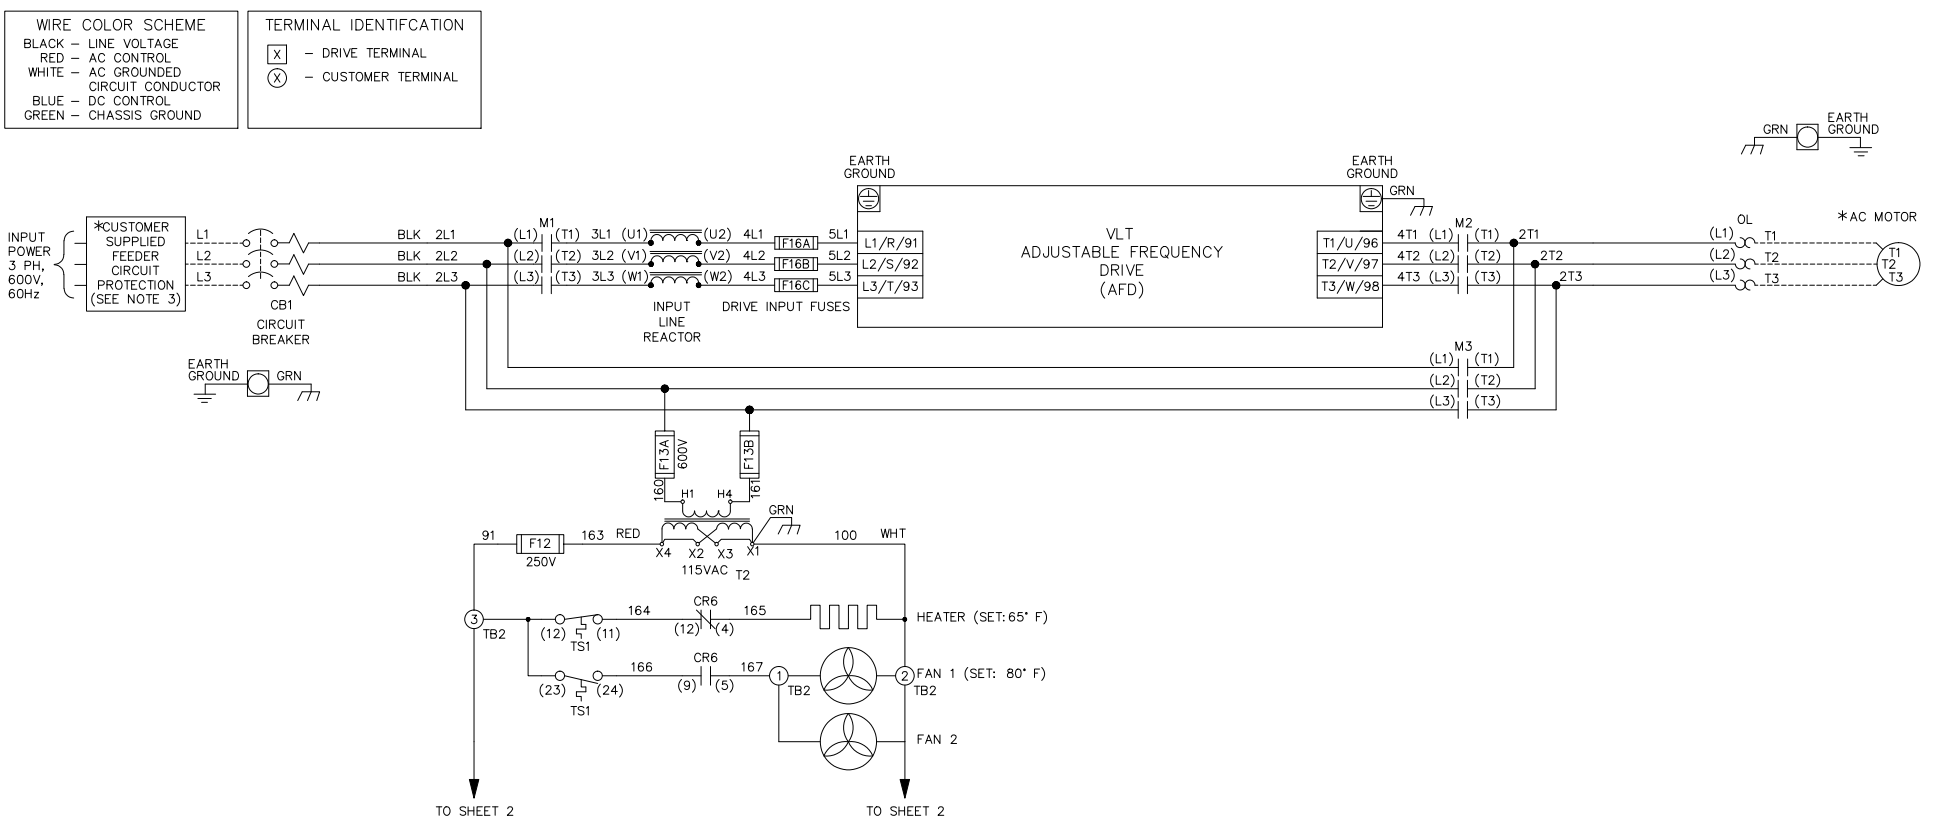 WIRE COLOR SCHEME
BLACK – LINE VOLTAGE
RED – AC CONTROL
WHITE – AC GROUNDED
CIRCUIT CONDUCTOR
BLUE – DC CONTROL
GREEN – CHASSIS GROUND
TERMINAL IDENTIFCATION
X – DRIVE TERMINAL
X – CUSTOMER TERMINAL
GRN
EARTH
GROUND
EARTH
GROUND
EARTH
GROUND
GRN
INPUT
POWER
3 PH,
600V,
60Hz
*CUSTOMER
SUPPLIED
FEEDER
CIRCUIT
PROTECTION
(SEE NOTE 3)
L1
L2
L3
CB1
CIRCUIT
BREAKER
BLK 2L1
BLK 2L2
BLK 2L3
M1
(L1) (T1) 3L1 (U1) (U2) 4L1 F16A 5L1 L1/R/91
(L2) (T2) 3L2 (V1) (V2) 4L2 F16B 5L2 L2/S/92
(L3) (T3) 3L3 (W1) (W2) 4L3 F16C 5L3 L3/T/93
INPUT
LINE
REACTOR
DRIVE INPUT FUSES
VLT
ADJUSTABLE FREQUENCY
DRIVE
(AFD)
M2
T1/U/96 4T1 (L1) (T1) 2T1
T2/V/97 4T2 (L2) (T2) 2T2
T3/W/98 4T3 (L3) (T3) 2T3
OL
(L1) T1
(L2) T2
(L3) T3
*AC MOTOR
T1
T2
T3
M3
(L1) (T1)
(L2) (T2)
(L3) (T3)
EARTH
GROUND
GRN
F13A
600V
F13B
160
161
H1 H4
GRN
91 F12 163 RED
250V
X4 X2 X3 X1
100 WHT
115VAC T2
3
TB2
164 CR6 165
(12) (11) (12) (4)
TS1
HEATER (SET:65° F)
166 CR6 167
(23) (24) (9) (5)
TS1
1
TB2
2
TB2
FAN 1 (SET: 80° F)
FAN 2
TO SHEET 2
TO SHEET 2